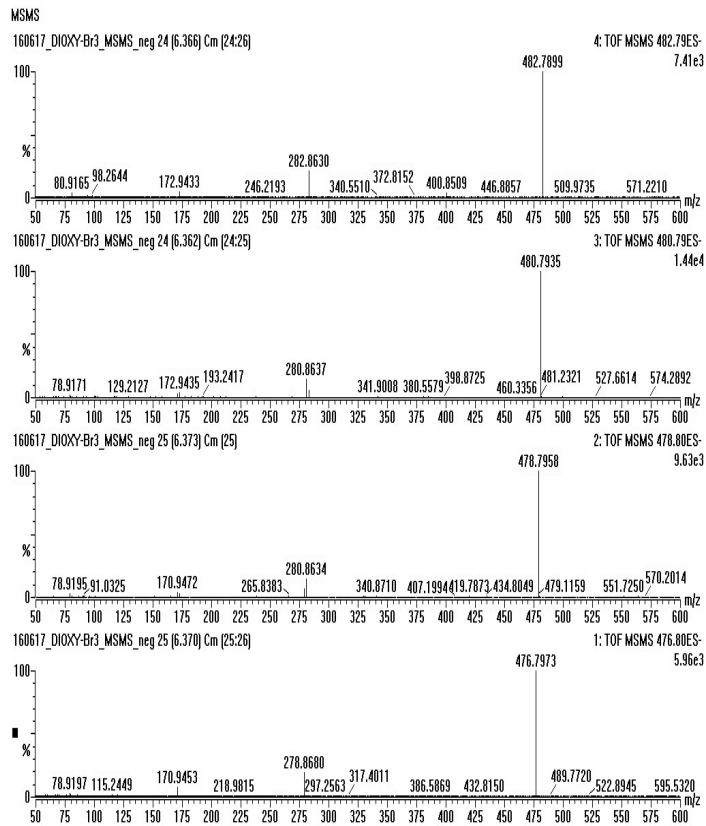 MSMS
160617_DIOXY-Br3_MSMS_neg 24 (6.366) Cm (24:26) 4: TOF MSMS 482.79ES-
7.41e3
100
%
0
482.7899
282.8630
80.9165 98.2644 172.9433 246.2193 340.5510 372.8152 400.8509 446.8857 509.9735 571.2210
50 75 100 125 150 175 200 225 250 275 300 325 350 375 400 425 450 475 500 525 550 575 600 m/z
160617_DIOXY-Br3_MSMS_neg 24 (6.362) Cm (24:25) 3: TOF MSMS 480.79ES-
1.44e4
100
%
0
480.7935
280.8637
78.9171 129.2127 172.9435 193.2417 341.9008 380.5579 398.8725 460.3356 481.2321 527.6614 574.2892
50 75 100 125 150 175 200 225 250 275 300 325 350 375 400 425 450 475 500 525 550 575 600 m/z
160617_DIOXY-Br3_MSMS_neg 25 (6.373) Cm (25) 2: TOF MSMS 478.80ES-
9.63e3
100
%
0
478.7958
280.8634
78.9195 91.0325 170.9472 265.8383 340.8710 407.1994 419.7873 434.8049 479.1159 551.7250 570.2014
50 75 100 125 150 175 200 225 250 275 300 325 350 375 400 425 450 475 500 525 550 575 600 m/z
160617_DIOXY-Br3_MSMS_neg 25 (6.370) Cm (25:26) 1: TOF MSMS 476.80ES-
5.96e3
100
%
0
476.7973
278.8680
78.9197 115.2449 170.9453 218.9815 297.2563 317.4011 386.5869 432.8150 489.7720 522.8945 595.5320
50 75 100 125 150 175 200 225 250 275 300 325 350 375 400 425 450 475 500 525 550 575 600 m/z